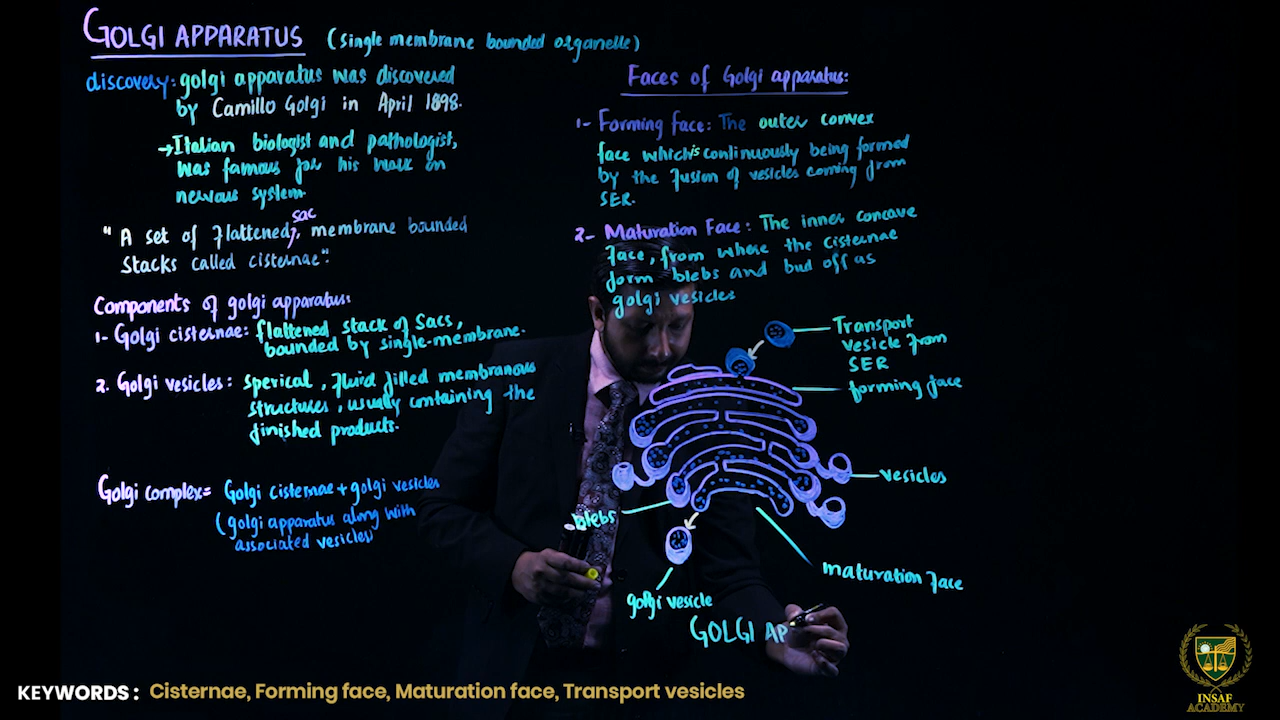 GOLGI APPARATUS (single membrane bounded organelle)
discovery: golgi apparatus was discovered
by Camillo Golgi in April 1898.
→Italian biologist and pathologist,
was famous for his work on
nervous system.
sac
" A set of flattened, membrane bounded
Stacks called cisternae".
Components of golgi apparatus:
1- Golgi cisternae: flattened stack of Sacs,
bounded by single-membrane.
2. Golgi vesicles: sperical, fluid filled membranous
structures, usually containing the
finished products.
Golgi complex= Golgi cisternae + golgi vesicles
(golgi apparatus along with
associated vesicles)
Faces of Golgi apparatus:
1- Forming face: The outer convex
face which is continuously being formed
by the fusion of vesicles coming from
SER.
2- Maturation Face: The inner concave
face, from where the cisternae
form blebs and bud off as
golgi vesicles
Transport
vesicle from
SER
forming face
vesicles
blebs
maturation face
golgi vesicle
GOLGI AP
KEYWORDS: Cisternae, Forming face, Maturation face, Transport vesicles
INSAF
ACADEMY